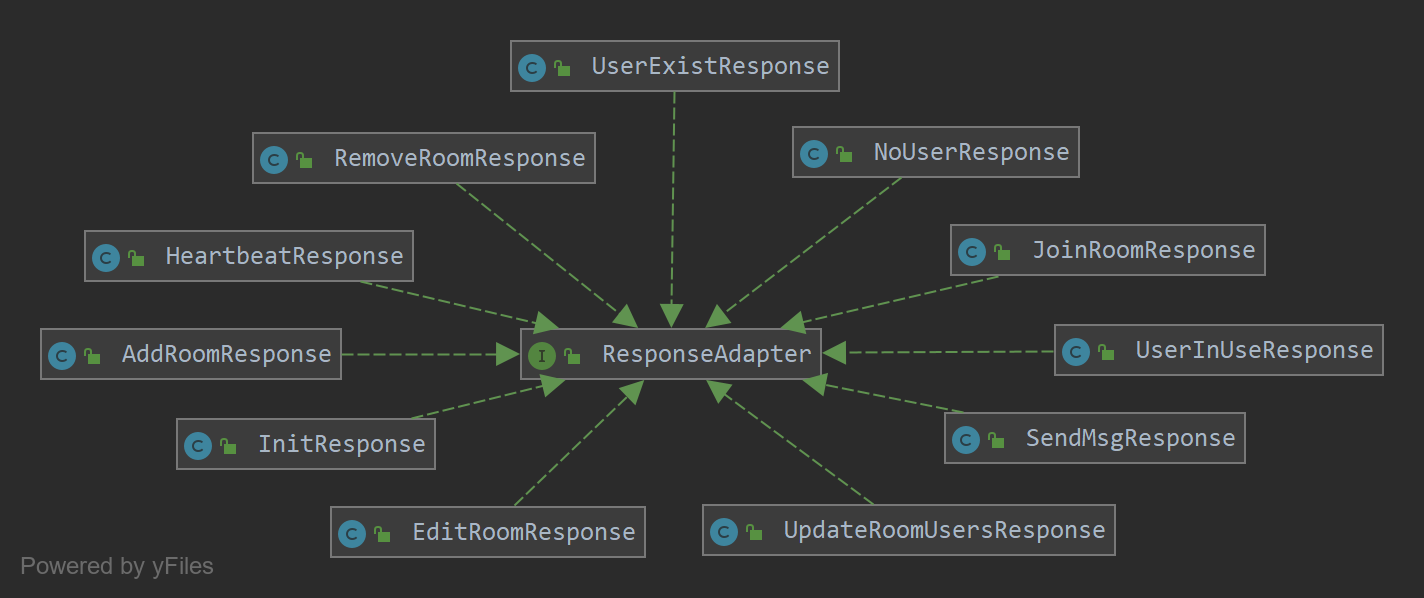 C UserExistResponse
C RemoveRoomResponse
C NoUserResponse
C HeartbeatResponse
C JoinRoomResponse
C AddRoomResponse
I ResponseAdapter
C UserInUseResponse
C InitResponse
C SendMsgResponse
C EditRoomResponse
C UpdateRoomUsersResponse
Powered by yFiles